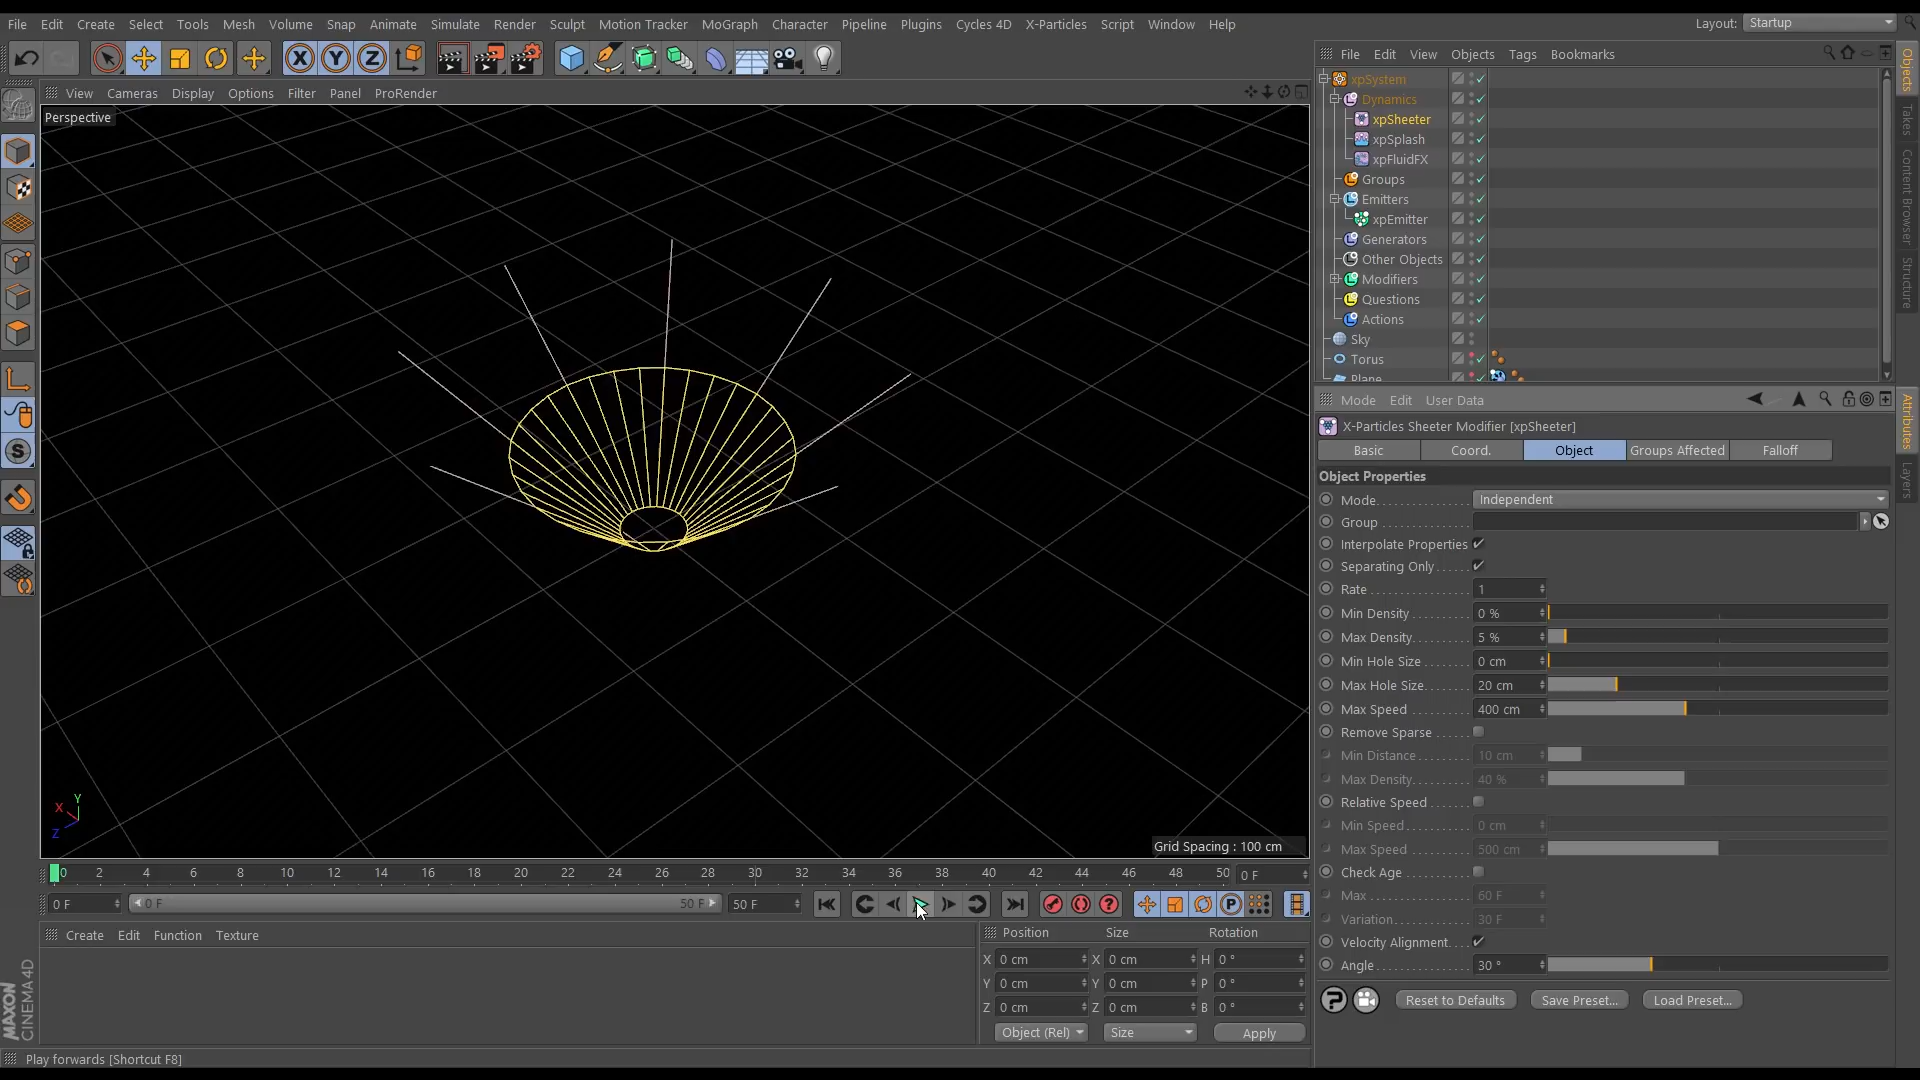 File Edit Create Select Tools Mesh Volume Snap Animate Simulate Render Sculpt Motion Tracker MoGraph Character Pipeline Plugins Cycles 4D X-Particles Script Window Help
Layout: Startup
View Cameras Display Options Filter Panel ProRender
Perspective
X
Y
Z
Grid Spacing : 100 cm
0 2 4 6 8 10 12 14 16 18 20 22 24 26 28 30 32 34 36 38 40 42 44 46 48 50 0 F
0 F 0 F 50 F 50 F
Create Edit Function Texture
Position Size Rotation
X 0 cm X 0 cm H 0 °
Y 0 cm Y 0 cm P 0 °
Z 0 cm Z 0 cm B 0 °
Object (Rel) Size Apply
MAXON CINEMA 4D
Play forwards [Shortcut F8]
File Edit View Objects Tags Bookmarks
xpSystem
Dynamics
xpSheeter
xpSplash
xpFluidFX
Groups
Emitters
xpEmitter
Generators
Other Objects
Modifiers
Questions
Actions
Sky
Torus
Plane
Mode Edit User Data
X-Particles Sheeter Modifier [xpSheeter]
Basic Coord. Object Groups Affected Falloff
Object Properties
Mode Independent
Group
Interpolate Properties
Separating Only
Rate 1
Min Density 0 %
Max Density 5 %
Min Hole Size 0 cm
Max Hole Size 20 cm
Max Speed 400 cm
Remove Sparse
Min Distance 10 cm
Max Density 40 %
Relative Speed
Min Speed 0 cm
Max Speed 500 cm
Check Age
Max 60 F
Variation 30 F
Velocity Alignment
Angle 30 °
Reset to Defaults Save Preset... Load Preset...
Objects
Takes
Content Browser
Structure
Attributes
Layers